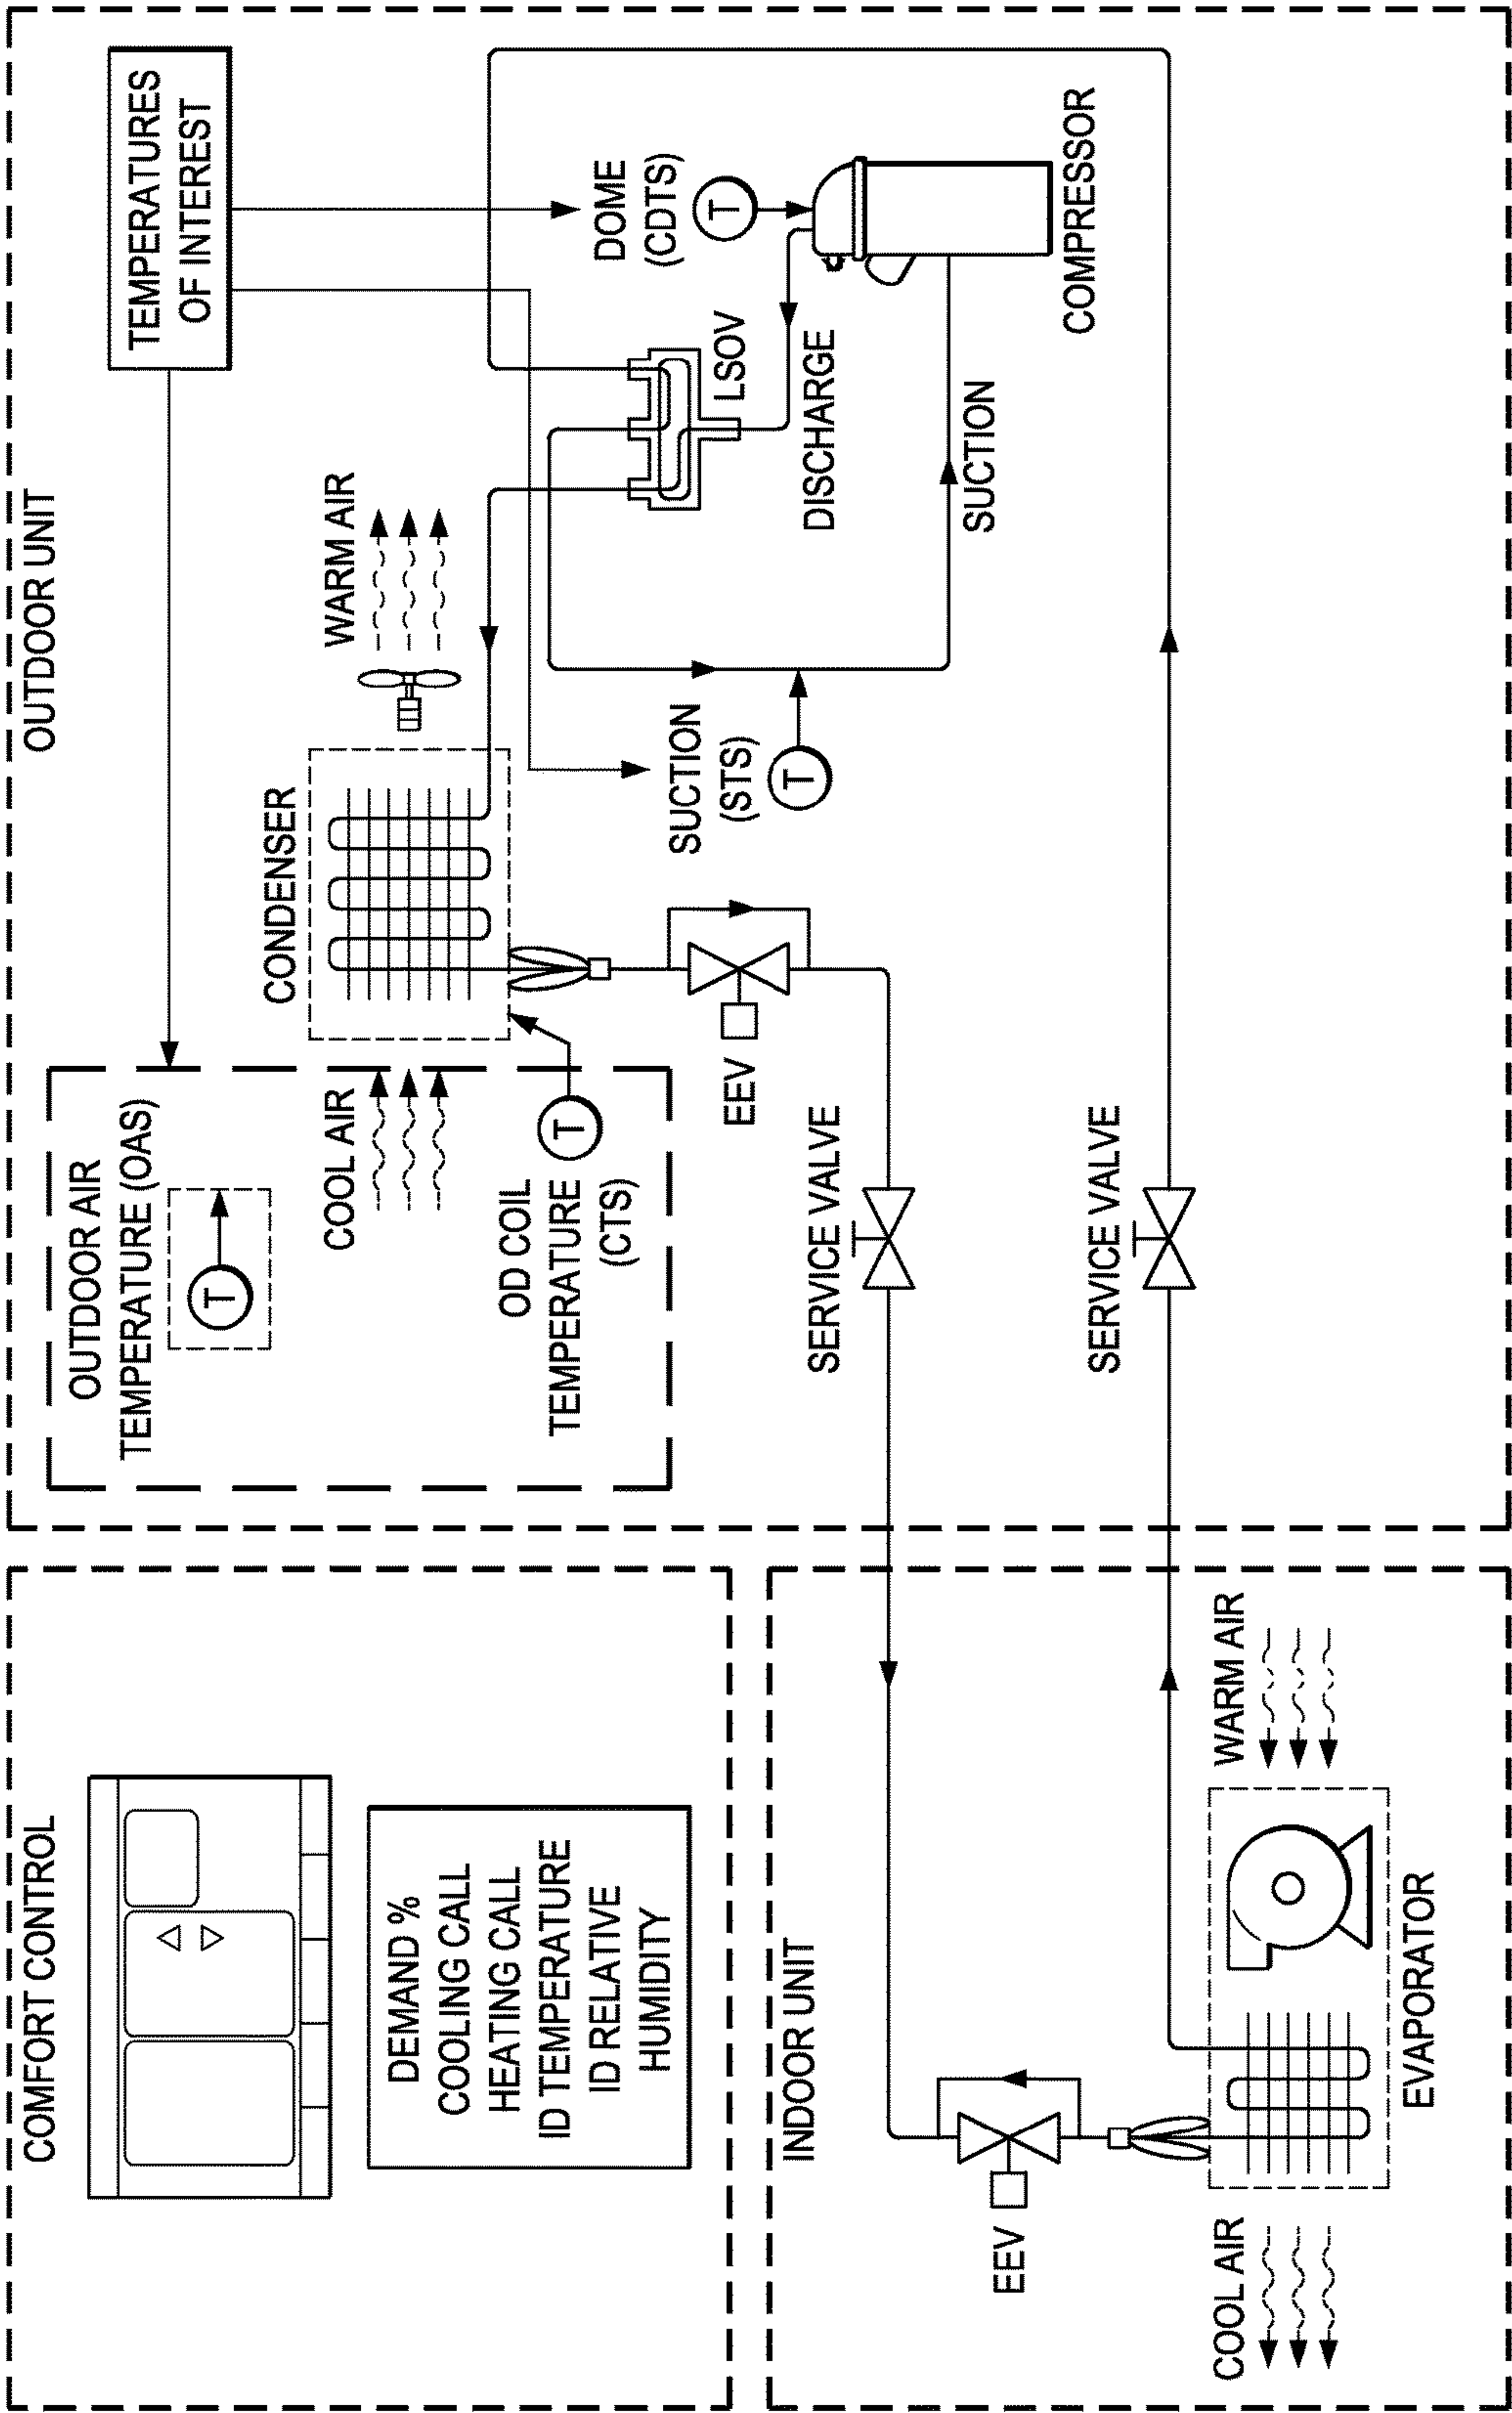 COMFORT CONTROL
DEMAND %
COOLING CALL
HEATING CALL
ID TEMPERATURE
ID RELATIVE
HUMIDITY
OUTDOOR UNIT
TEMPERATURES
OF INTEREST
OUTDOOR AIR
TEMPERATURE (OAS)
T
COOL AIR
CONDENSER
WARM AIR
OD COIL
TEMPERATURE
(CTS)
T
SUCTION
(STS)
T
DOME
(CDTS)
T
LSOV
EEV
DISCHARGE
SERVICE VALVE
SUCTION
COMPRESSOR
SERVICE VALVE
INDOOR UNIT
EEV
COOL AIR
WARM AIR
EVAPORATOR